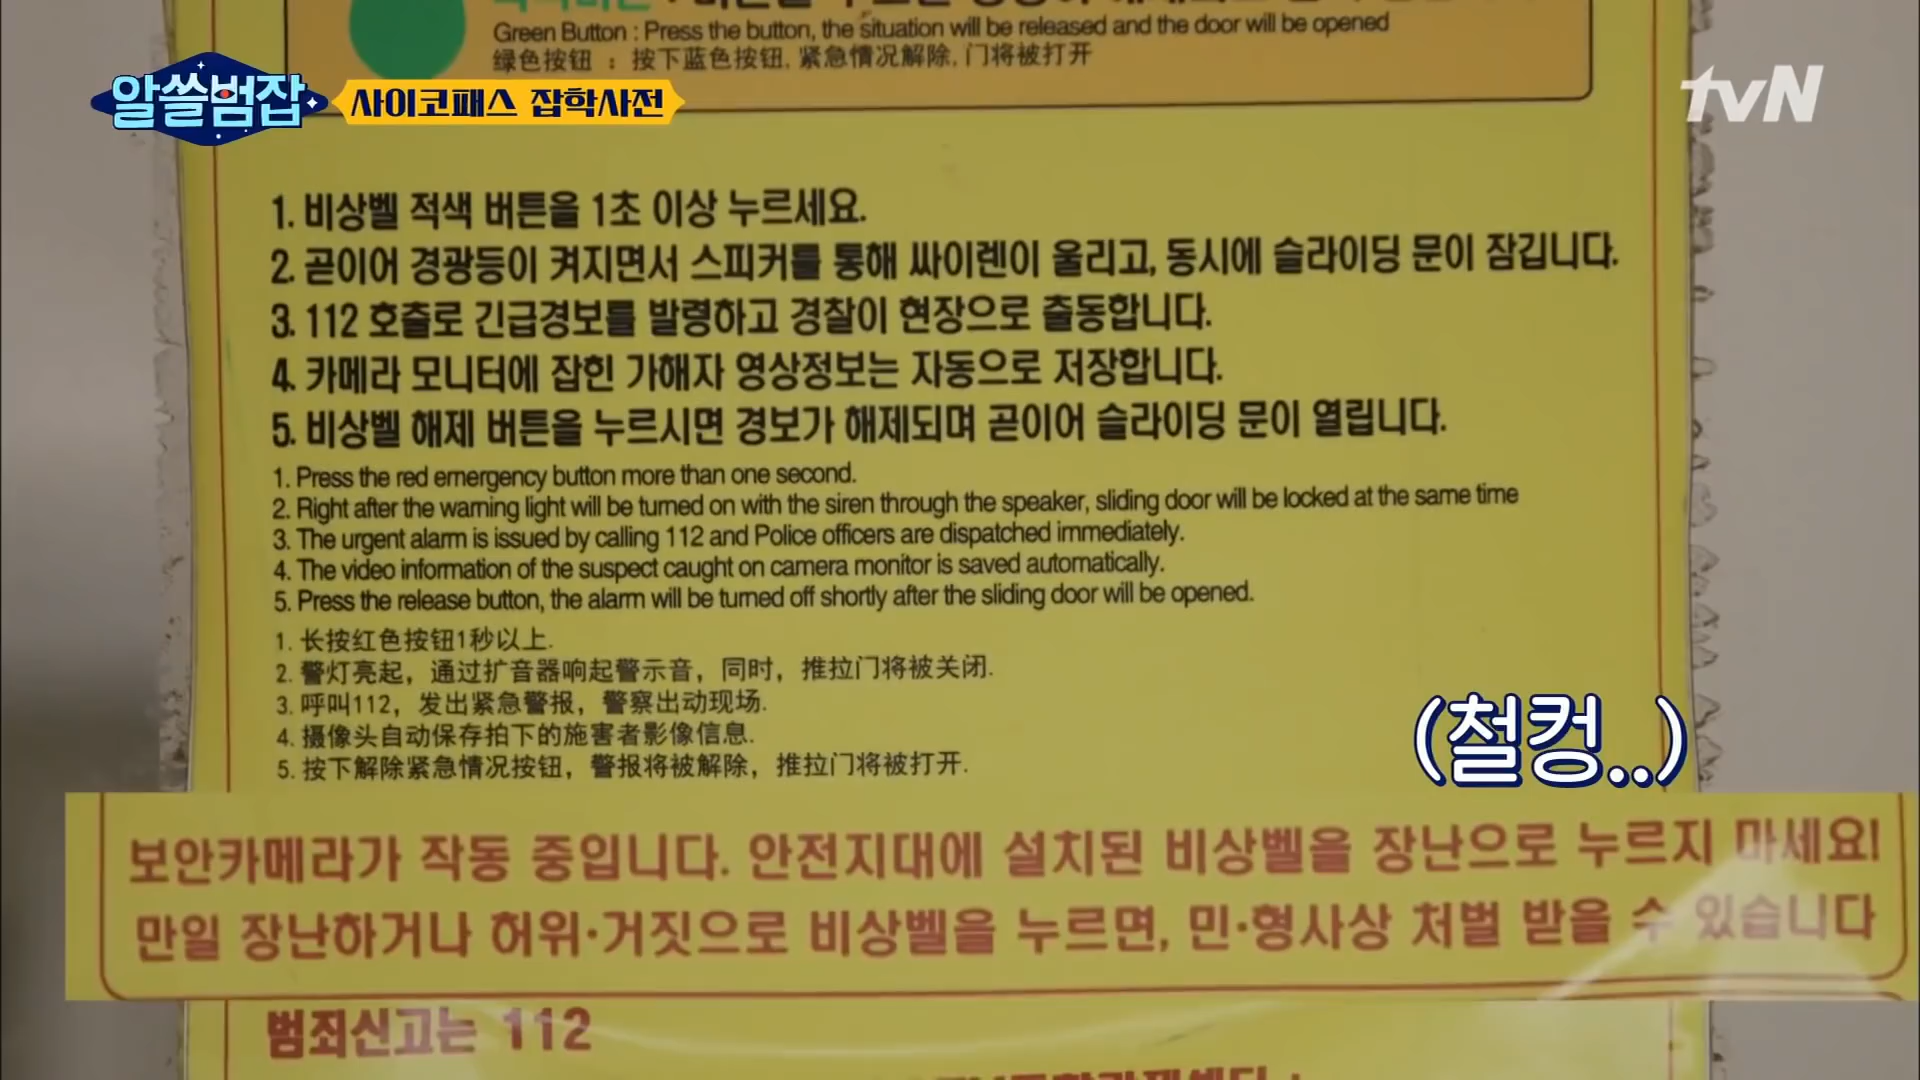 Green Button : Press the button, the situation will be released and the door will be opened
绿色按钮 : 按下蓝色按钮, 紧急情况解除, 门将被打开
알쓸범잡 사이코패스 잡학사전
tvN
1. 비상벨 적색 버튼을 1초 이상 누르세요.
2. 곧이어 경광등이 켜지면서 스피커를 통해 싸이렌이 울리고, 동시에 슬라이딩 문이 잠깁니다.
3. 112 호출로 긴급경보를 발령하고 경찰이 현장으로 출동합니다.
4. 카메라 모니터에 잡힌 가해자 영상정보는 자동으로 저장합니다.
5. 비상벨 해제 버튼을 누르시면 경보가 해제되며 곧이어 슬라이딩 문이 열립니다.
1. Press the red emergency button more than one second.
2. Right after the warning light will be turned on with the siren through the speaker, sliding door will be locked at the same time
3. The urgent alarm is issued by calling 112 and Police officers are dispatched immediately.
4. The video information of the suspect caught on camera monitor is saved automatically.
5. Press the release button, the alarm will be turned off shortly after the sliding door will be opened.
1. 长按红色按钮1秒以上.
2. 警灯亮起，通过扩音器响起警示音，同时，推拉门将被关闭.
3. 呼叫112，发出紧急警报，警察出动现场.
4. 摄像头自动保存拍下的施害者影像信息.
5. 按下解除紧急情况按钮，警报将被解除，推拉门将被打开.
(철컹..)
보안카메라가 작동 중입니다. 안전지대에 설치된 비상벨을 장난으로 누르지 마세요!
만일 장난하거나 허위·거짓으로 비상벨을 누르면, 민·형사상 처벌 받을 수 있습니다
범죄신고는 112